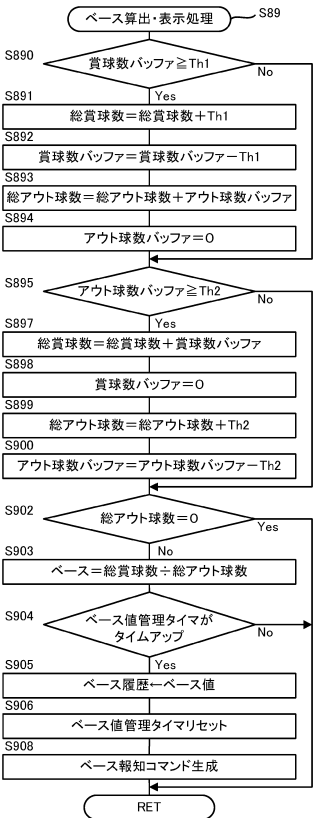 ベース算出・表示処理
S89
S890
賞球数バッファ≧Th1
No
Yes
S891
総賞球数=総賞球数+Th1
S892
賞球数バッファ=賞球数バッファーTh1
S893
総アウト球数=総アウト球数+アウト球数バッファ
S894
アウト球数バッファ=0
S895
アウト球数バッファ≧Th2
No
Yes
S897
総賞球数=総賞球数+賞球数バッファ
S898
賞球数バッファ=0
S899
総アウト球数=総アウト球数+Th2
S900
アウト球数バッファ=アウト球数バッファーTh2
S902
総アウト球数=0
Yes
No
S903
ベース=総賞球数÷総アウト球数
S904
ベース値管理タイマが
タイムアップ
No
Yes
S905
ベース履歴←ベース値
S906
ベース値管理タイマリセット
S908
ベース報知コマンド生成
RET